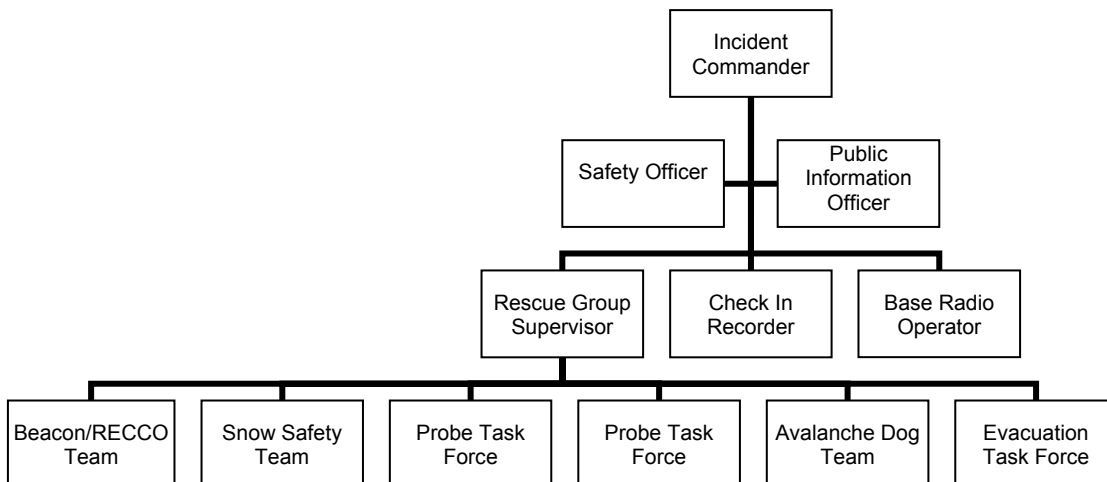 Incident
Commander
Safety Officer
Public
Information
Officer
Rescue Group
Supervisor
Check In
Recorder
Base Radio
Operator
Beacon/RECCO
Team
Snow Safety
Team
Probe Task
Force
Probe Task
Force
Avalanche Dog
Team
Evacuation
Task Force